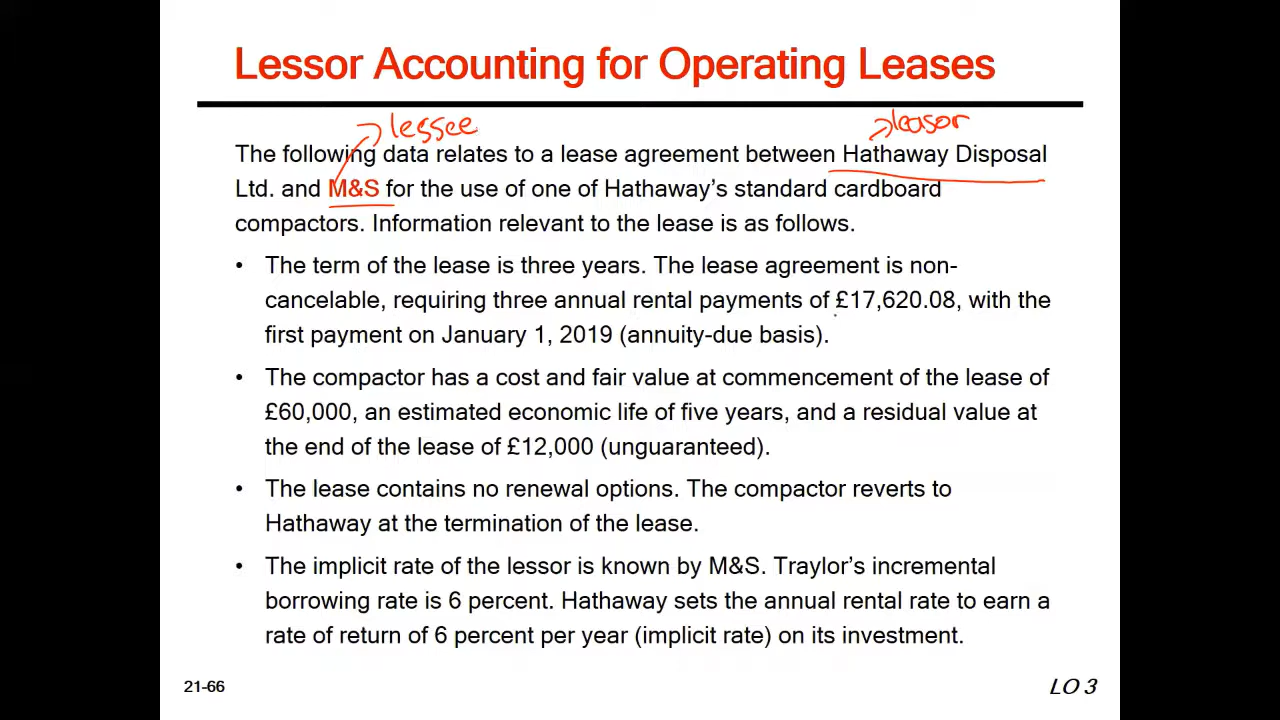 Lessor Accounting for Operating Leases
lessee
leasor
The following data relates to a lease agreement between Hathaway Disposal
Ltd. and M&S for the use of one of Hathaway's standard cardboard
compactors. Information relevant to the lease is as follows.
• The term of the lease is three years. The lease agreement is non-
cancelable, requiring three annual rental payments of £17,620.08, with the
first payment on January 1, 2019 (annuity-due basis).
• The compactor has a cost and fair value at commencement of the lease of
£60,000, an estimated economic life of five years, and a residual value at
the end of the lease of £12,000 (unguaranteed).
• The lease contains no renewal options. The compactor reverts to
Hathaway at the termination of the lease.
• The implicit rate of the lessor is known by M&S. Traylor's incremental
borrowing rate is 6 percent. Hathaway sets the annual rental rate to earn a
rate of return of 6 percent per year (implicit rate) on its investment.
21-66
LO 3